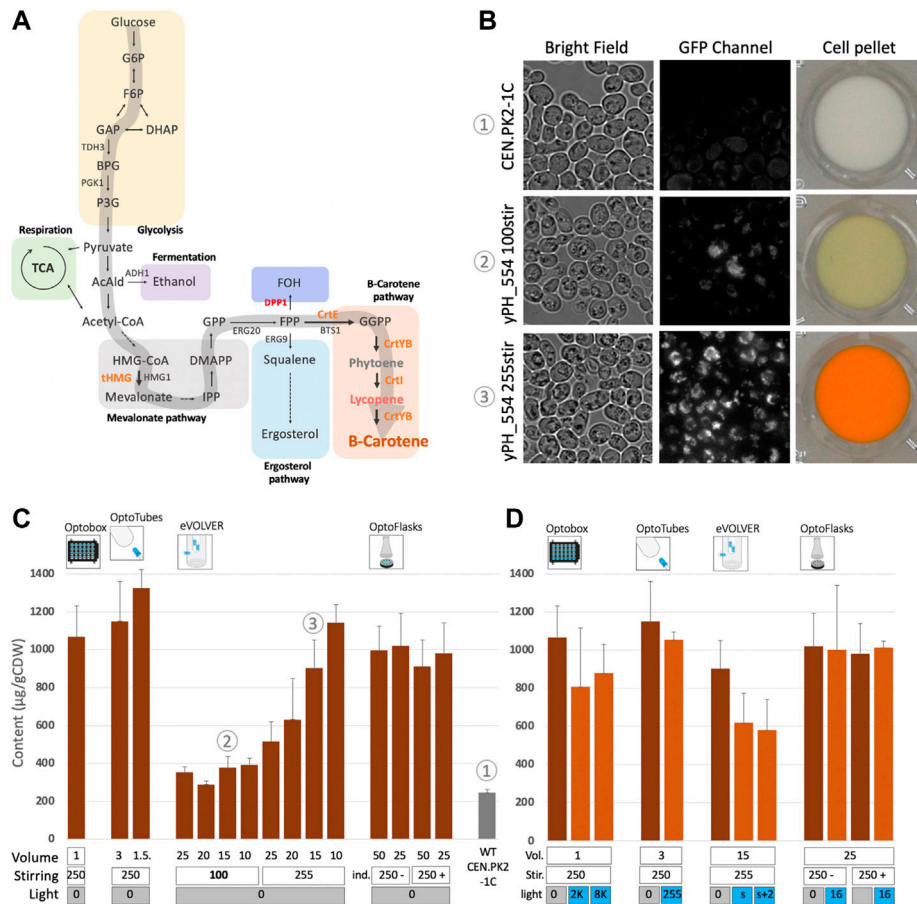 A
Glucose
G6P
F6P
GAP
DHAP
TDH3
BPG
PGK1
P3G
Respiration
Pyruvate
Glycolysis
Fermentation
TCA
AcAld
ADH1
Ethanol
FOH
B-Carotene
pathway
DPP1
CrtE
Acetyl-CoA
GPP
FPP
GGPP
ERG20
BTS1
ERG9
CrtYB
HMG-CoA
DMAPP
Squalene
Phytoene
tHMG
HMG1
CrtI
Mevalonate
IPP
Lycopene
Mevalonate pathway
CrtYB
Ergosterol
B-Carotene
Ergosterol
pathway
B
Bright Field
GFP Channel
Cell pellet
1
CEN.PK2-1C
2
yPH_554 100stir
3
yPH_554 255stir
C
Optobox
OptoTubes
eVOLVER
OptoFlasks
Content (µg/gCDW)
1400
1200
1000
800
600
400
200
0
2
3
1
Volume
1
3
1.5.
25
20
15
10
25
20
15
10
50
25
50
25
WT
CEN.PK2
-1C
Stirring
250
250
100
255
ind.
250 -
250 +
Light
0
0
0
0
D
Optobox
OptoTubes
eVOLVER
OptoFlasks
1400
1200
1000
800
600
400
200
0
Vol.
1
3
15
25
Stir.
250
250
255
250 -
250 +
light
0
2K
8K
0
255
s
s+2
0
16
16